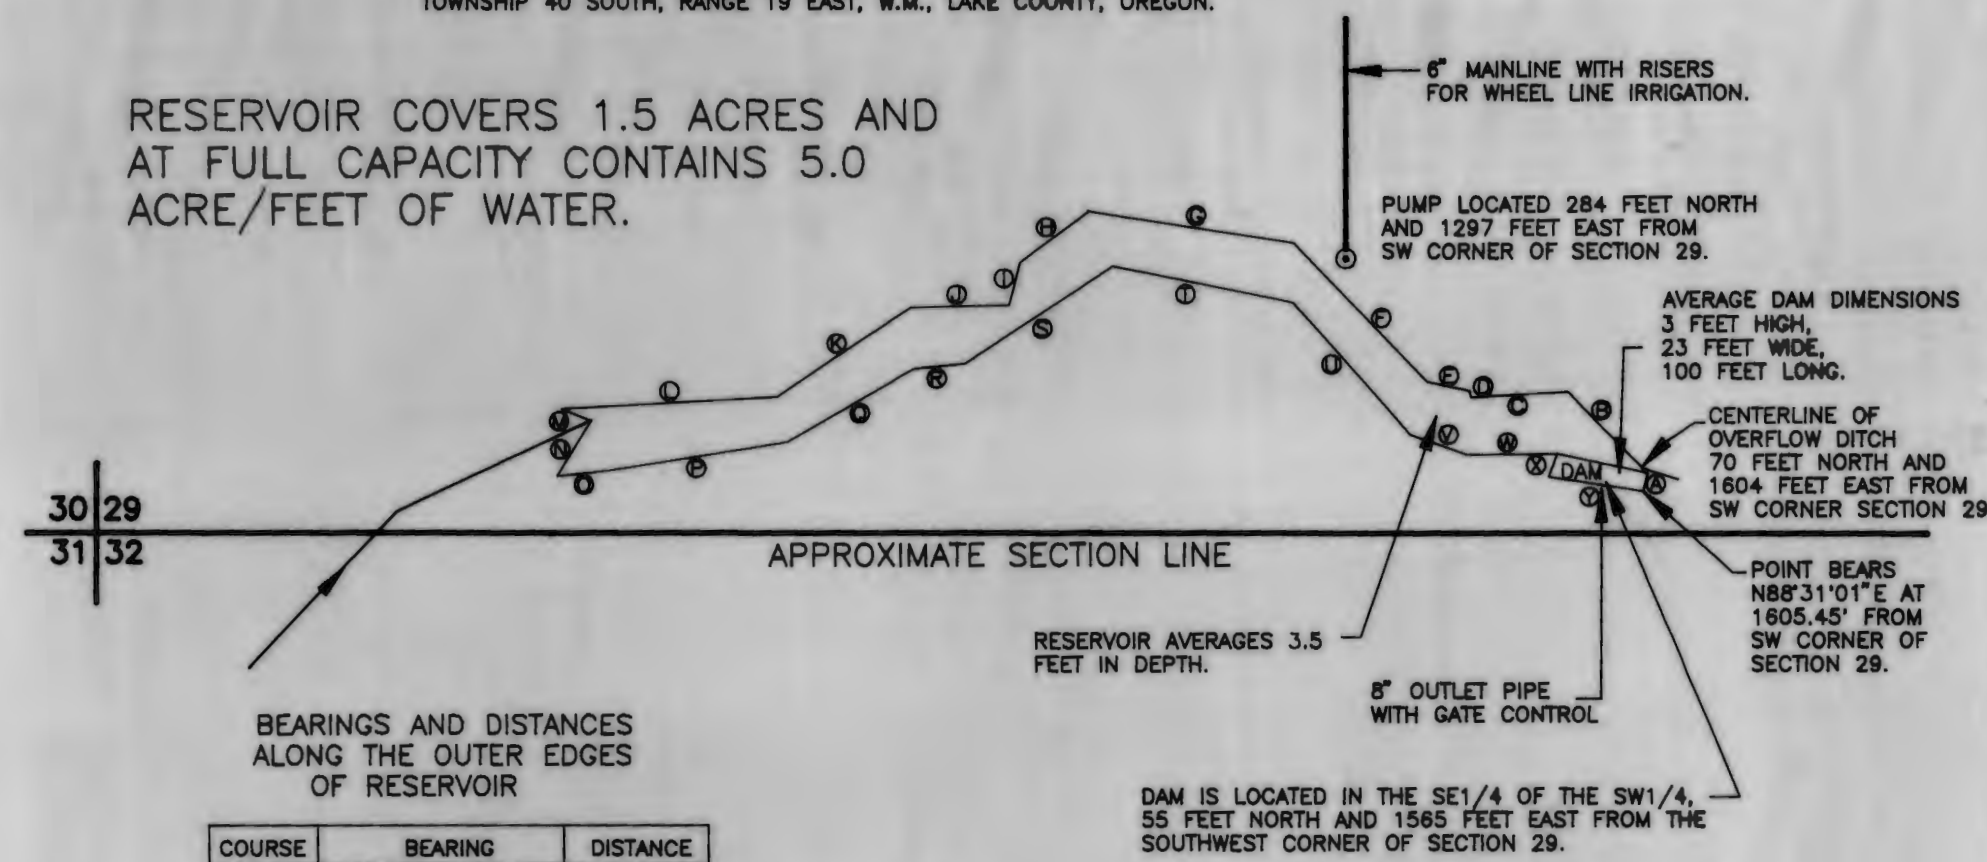 TOWNSHIP 40 SOUTH, RANGE 19 EAST, W.M., LAKE COUNTY, OREGON.
6" MAINLINE WITH RISERS
FOR WHEEL LINE IRRIGATION.
RESERVOIR COVERS 1.5 ACRES AND
AT FULL CAPACITY CONTAINS 5.0
ACRE/FEET OF WATER.
PUMP LOCATED 284 FEET NORTH
AND 1297 FEET EAST FROM
SW CORNER OF SECTION 29.
AVERAGE DAM DIMENSIONS
3 FEET HIGH,
23 FEET WIDE,
100 FEET LONG.
CENTERLINE OF
OVERFLOW DITCH
70 FEET NORTH AND
1604 FEET EAST FROM
SW CORNER SECTION 29
H
G
I
J
K
S
T
F
U
L
M
N
O
P
Q
R
E
D
C
B
V
W
X
DAM
A
Y
30 29
31 32
APPROXIMATE SECTION LINE
POINT BEARS
N88°31'01"E AT
1605.45' FROM
SW CORNER OF
SECTION 29.
RESERVOIR AVERAGES 3.5
FEET IN DEPTH.
8" OUTLET PIPE
WITH GATE CONTROL
BEARINGS AND DISTANCES
ALONG THE OUTER EDGES
OF RESERVOIR
DAM IS LOCATED IN THE SE1/4 OF THE SW1/4,
55 FEET NORTH AND 1565 FEET EAST FROM THE
SOUTHWEST CORNER OF SECTION 29.
COURSE BEARING DISTANCE